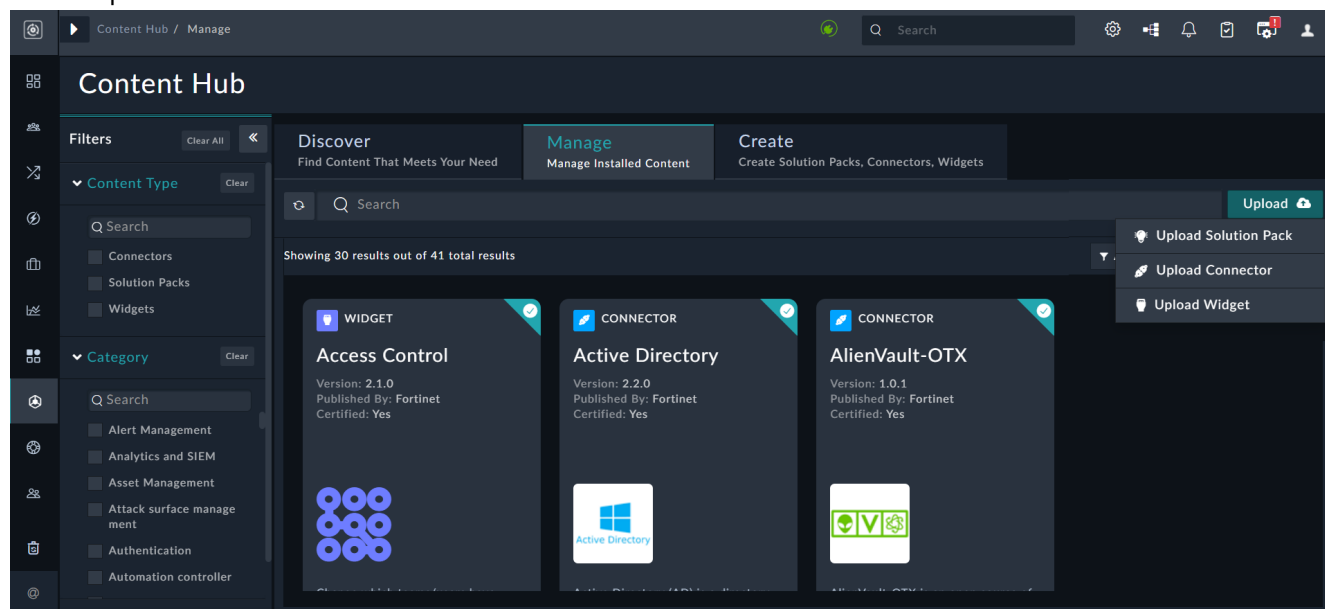 Content Hub / Manage
Search
Content Hub
Filters
Clear All
Discover
Find Content That Meets Your Need
Manage
Manage Installed Content
Create
Create Solution Packs, Connectors, Widgets
Content Type
Clear
Search
Connectors
Solution Packs
Widgets
Category
Clear
Search
Alert Management
Analytics and SIEM
Asset Management
Attack surface manage
ment
Authentication
Automation controller
@
Search
Upload
Upload Solution Pack
Upload Connector
Upload Widget
Showing 30 results out of 41 total results
WIDGET
Access Control
Version: 2.1.0
Published By: Fortinet
Certified: Yes
CONNECTOR
Active Directory
Version: 2.2.0
Published By: Fortinet
Certified: Yes
Active Directory
CONNECTOR
AlienVault-OTX
Version: 1.0.1
Published By: Fortinet
Certified: Yes
V